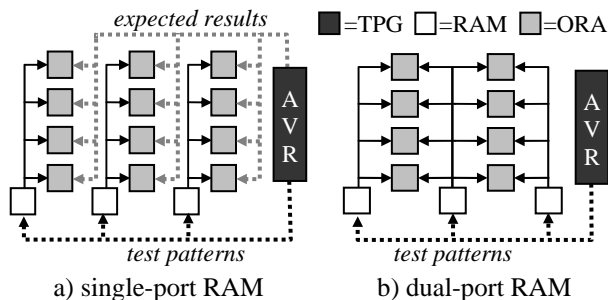 expected results
=TPG =RAM =ORA
A
V
R
A
V
R
test patterns
test patterns
a) single-port RAM
b) dual-port RAM